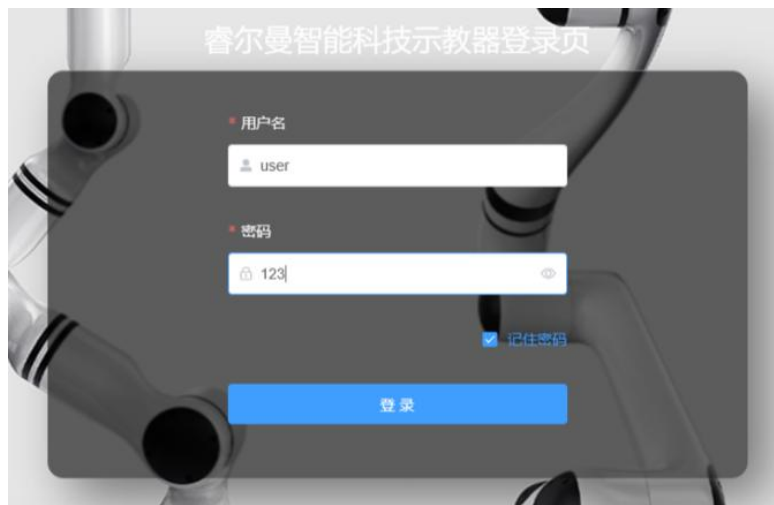 睿尔曼智能科技示教器登录页
* 用户名
user
* 密码
123
记住密码
登录